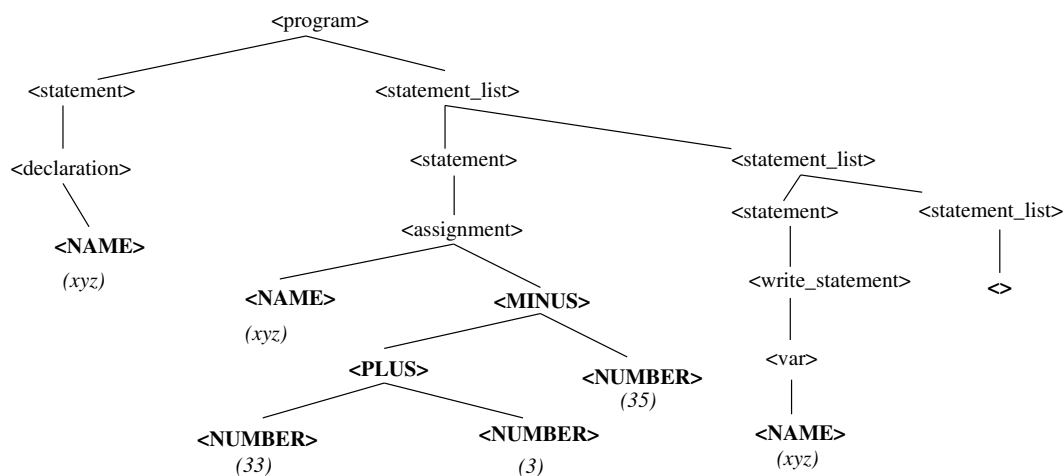 <program>
<statement> <statement_list>
<declaration> <statement> <statement_list>
<NAME> <assignment> <statement> <statement_list>
(xyz) <NAME> <MINUS> <write_statement> <>
(xyz)
<PLUS> <NUMBER> <var>
(35)
<NUMBER> <NUMBER> <NAME>
(33) (3) (xyz)